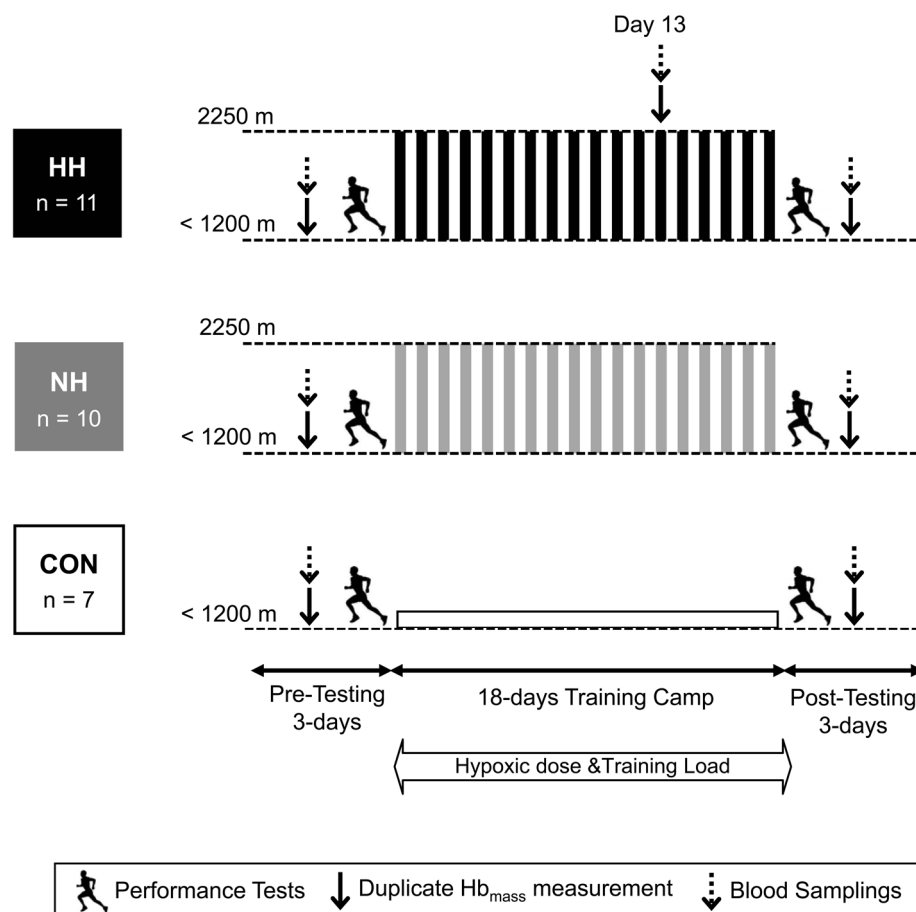 Day 13
2250 m
HH
n = 11
< 1200 m
2250 m
NH
n = 10
< 1200 m
CON
n = 7
< 1200 m
Pre-Testing
3-days
18-days Training Camp
Post-Testing
3-days
Hypoxic dose &Training Load
Performance Tests
Duplicate Hbmass measurement
Blood Samplings